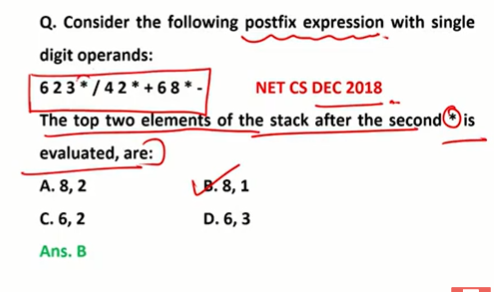 Q. Consider the following postfix expression with single
digit operands:
6 2 3 * / 4 2 * + 6 8 * - NET CS DEC 2018
The top two elements of the stack after the second * is
evaluated, are:
A. 8, 2 B. 8, 1
C. 6, 2 D. 6, 3
Ans. B